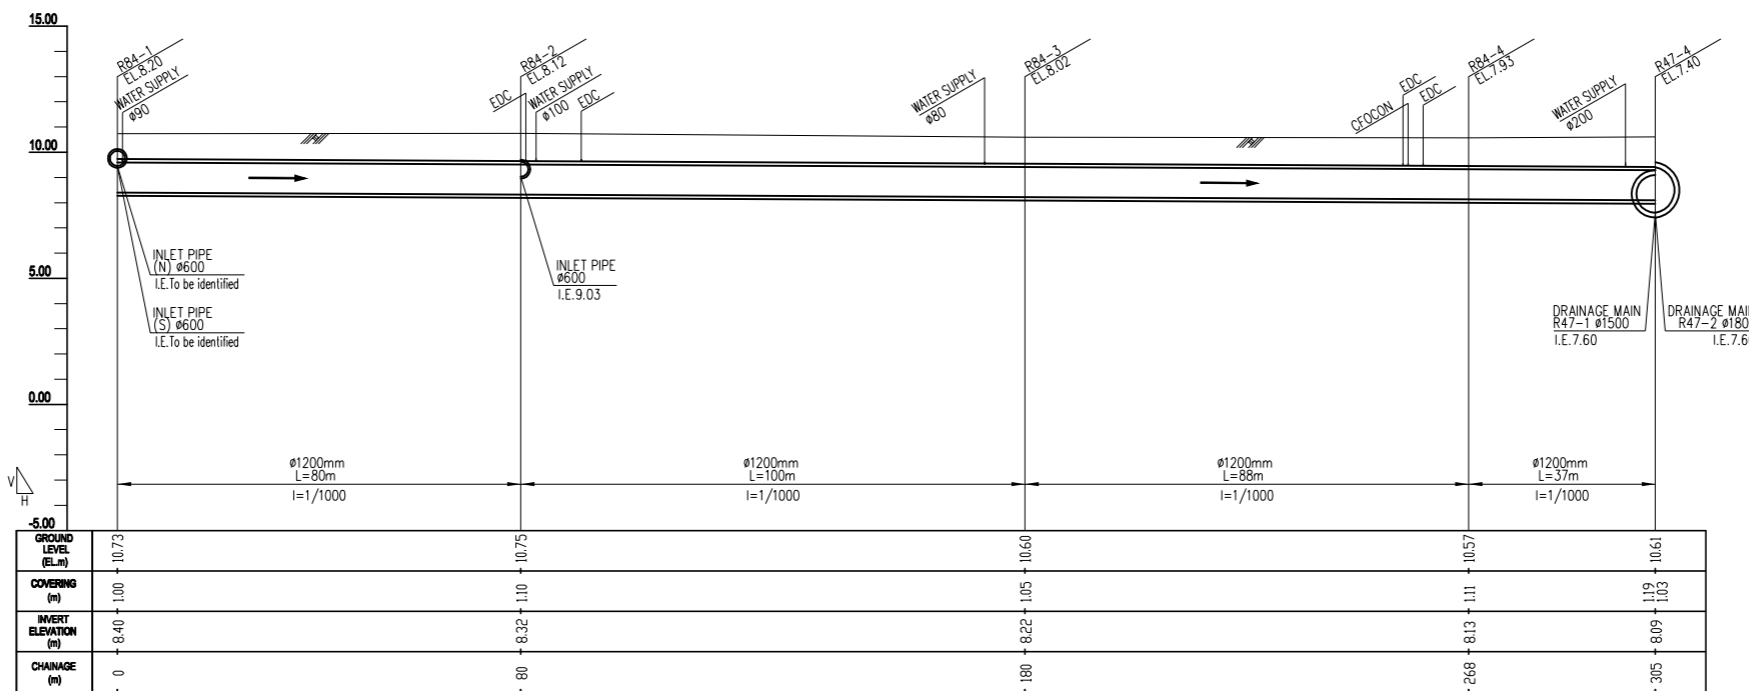 15.00
10.00
5.00
0.00
-5.00
R84-1
EL.8.20
WATER SUPPLY
ø90
R84-2
EL.8.12
EDC
WATER SUPPLY
ø100
EDC
WATER SUPPLY
ø80
R84-3
EL.8.02
CFOCON
EDC
EDC
R84-4
EL.7.93
WATER SUPPLY
ø200
R47-4
EL.7.40
INLET PIPE
(N) ø600
I.E.To be identified
INLET PIPE
(S) ø600
I.E.To be identified
INLET PIPE
ø600
I.E.9.03
DRAINAGE MAIN
R47-1 ø1500
I.E.7.60
DRAINAGE MAI
R47-2 ø180
I.E.7.6
V
H
ø1200mm
L=80m
I=1/1000
ø1200mm
L=100m
I=1/1000
ø1200mm
L=88m
I=1/1000
ø1200mm
L=37m
I=1/1000
GROUND
LEVEL
(EL.m)
10.73
10.75
10.60
10.57
10.61
COVERING
(m)
1.00
1.10
1.05
1.11
1.19
1.03
INVERT
ELEVATION
(m)
8.40
8.32
8.22
8.13
8.09
CHAINAGE
(m)
0
80
180
268
305